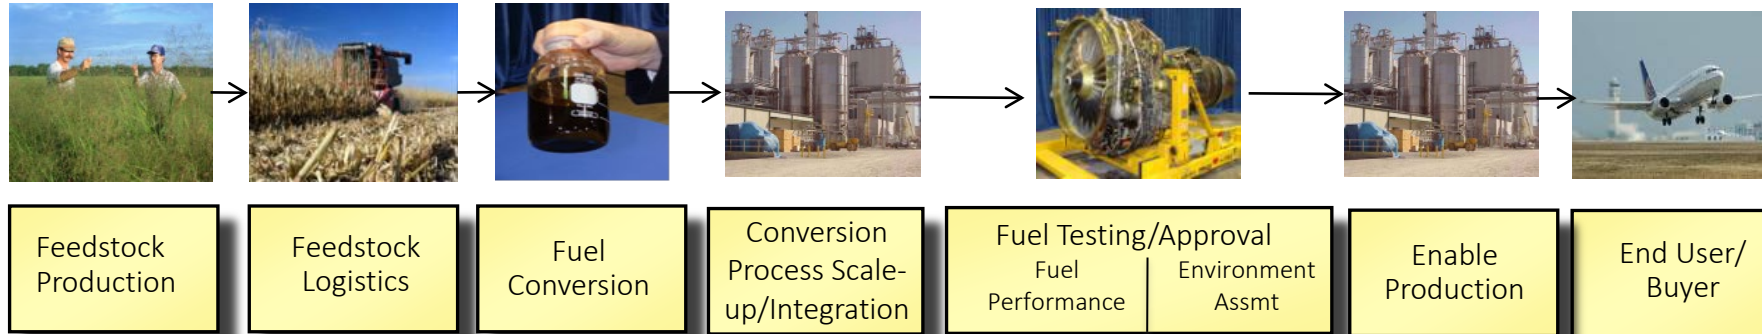 Feedstock
Production
Feedstock
Logistics
Fuel
Conversion
Conversion
Process Scale-
up/Integration
Fuel Testing/Approval
Fuel
Performance
Environment
Assmt
Enable
Production
End User/
Buyer